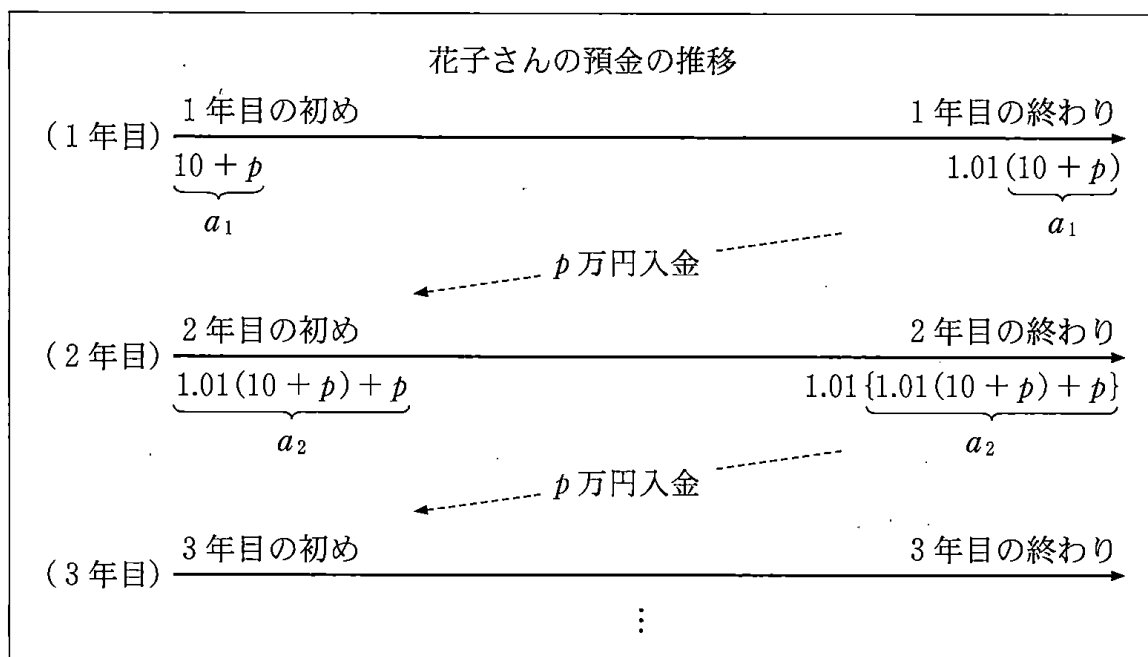 花子さんの預金の推移
1年目の初め 1年目の終わり
(1年目)
10 + p 1.01(10 + p)
a₁ a₁
p万円入金
2年目の初め 2年目の終わり
(2年目)
1.01(10 + p) + p 1.01{1.01(10 + p) + p}
a₂ a₂
p万円入金
3年目の初め 3年目の終わり
(3年目)
⋮